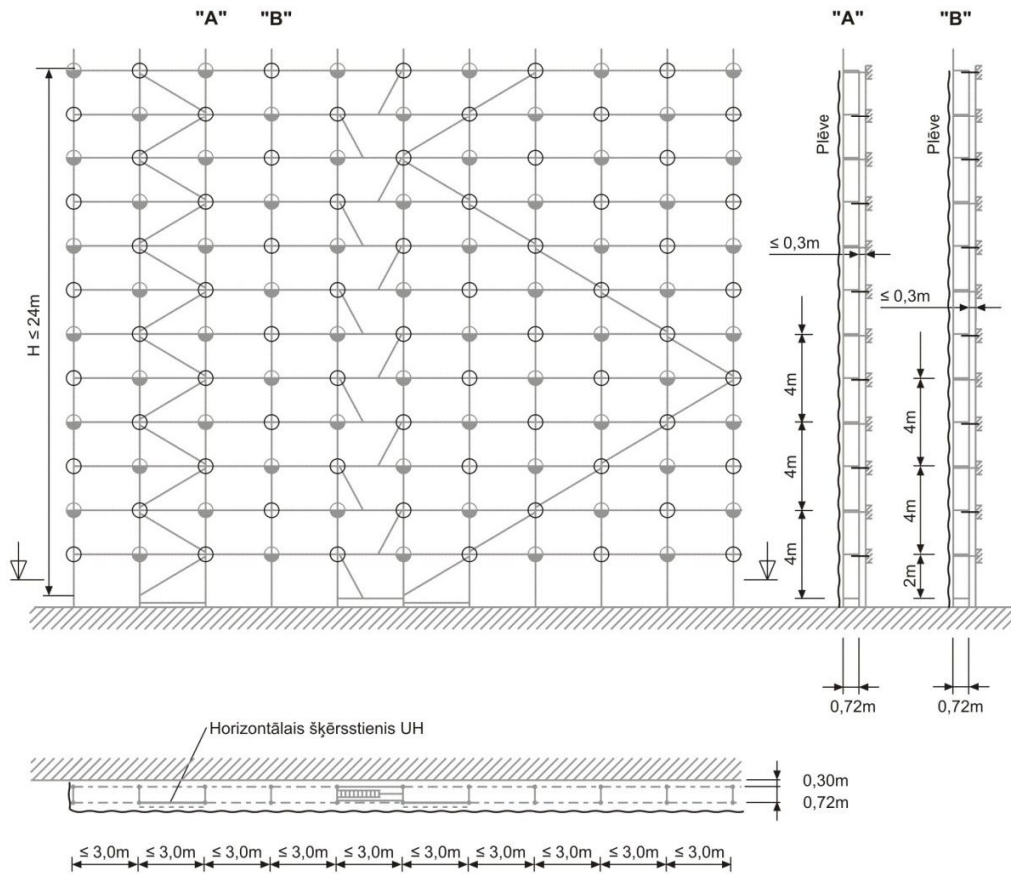 "A" "B" "A" "B"
Plēve Plēve
≤ 0,3m
≤ 0,3m
H ≤ 24m
4m
4m
4m
4m
4m
2m
0,72m 0,72m
Horizontālais šķērsstienis UH
0,30m
0,72m
≤ 3,0m ≤ 3,0m ≤ 3,0m ≤ 3,0m ≤ 3,0m ≤ 3,0m ≤ 3,0m ≤ 3,0m ≤ 3,0m ≤ 3,0m